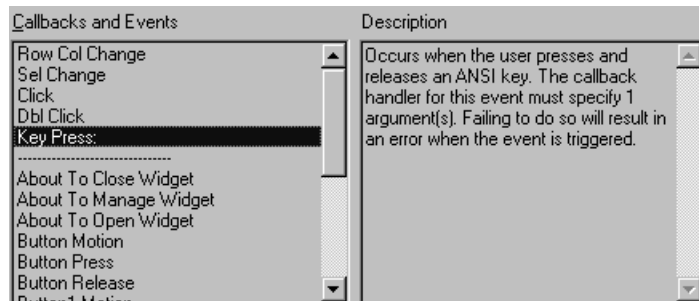 Callbacks and Events
Row Col Change
Sel Change
Click
Dbl Click
Key Press:
----------------------------
About To Close Widget
About To Manage Widget
About To Open Widget
Button Motion
Button Press
Button Release
Button1 Motion
Description
Occurs when the user presses and
releases an ANSI key. The callback
handler for this event must specify 1
argument(s). Failing to do so will result in
an error when the event is triggered.